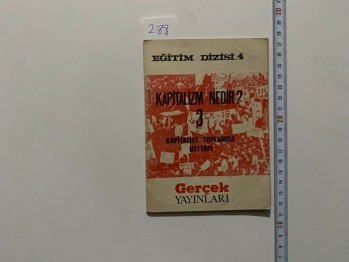 288
EĞİTİM DİZİSİ.4
KAPİTALİZM NEDİR?
3
KAPİTALİST TOPLUMDA
ÜSTYAPI
Gerçek
YAYINLARI